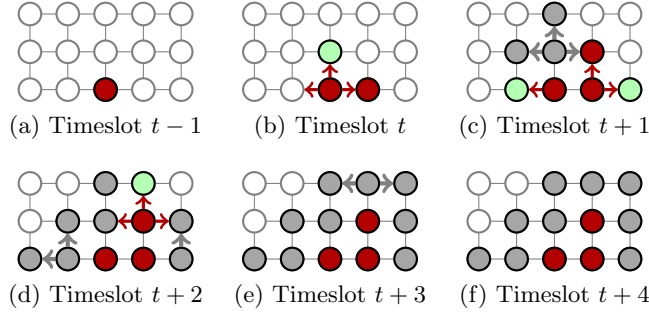 (a) Timeslot t − 1
(b) Timeslot t
(c) Timeslot t + 1
(d) Timeslot t + 2
(e) Timeslot t + 3
(f) Timeslot t + 4